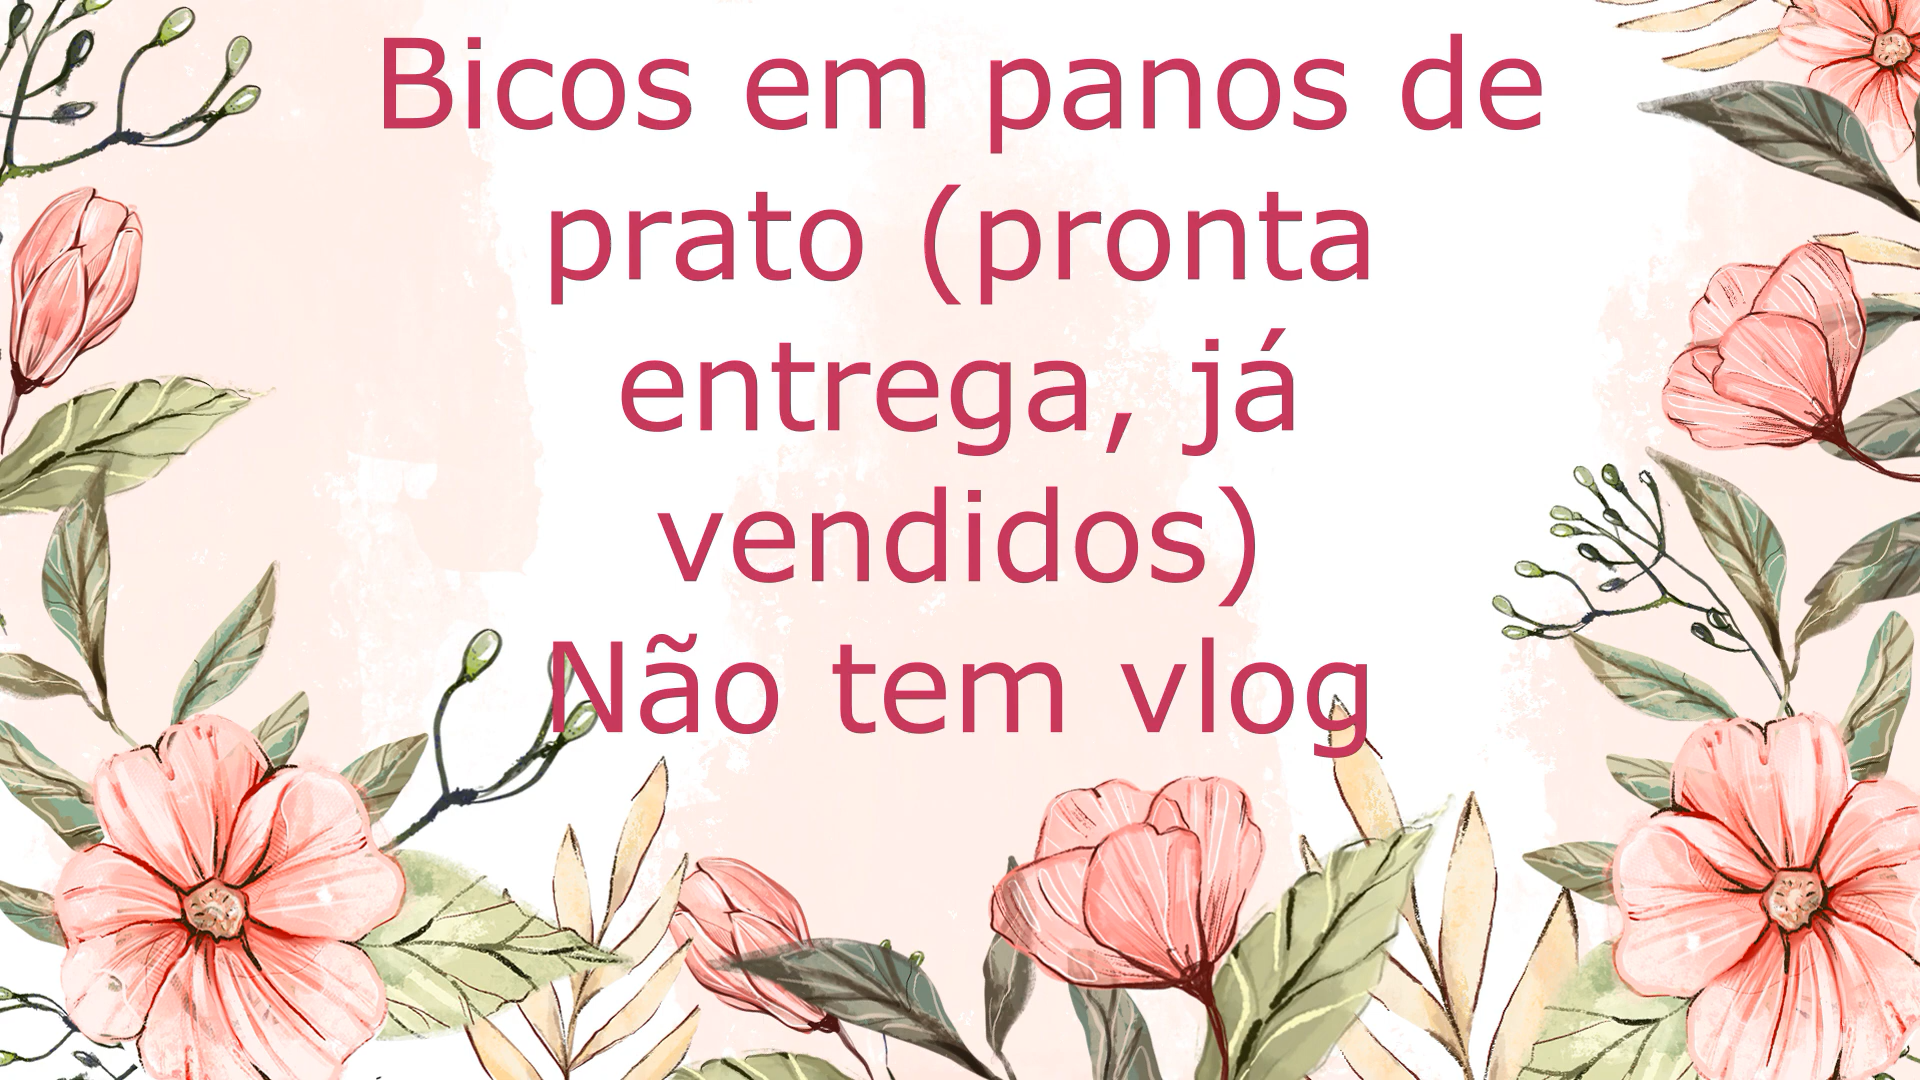 Bicos em panos de
prato (pronta
entrega, já
vendidos)
Não tem vlog